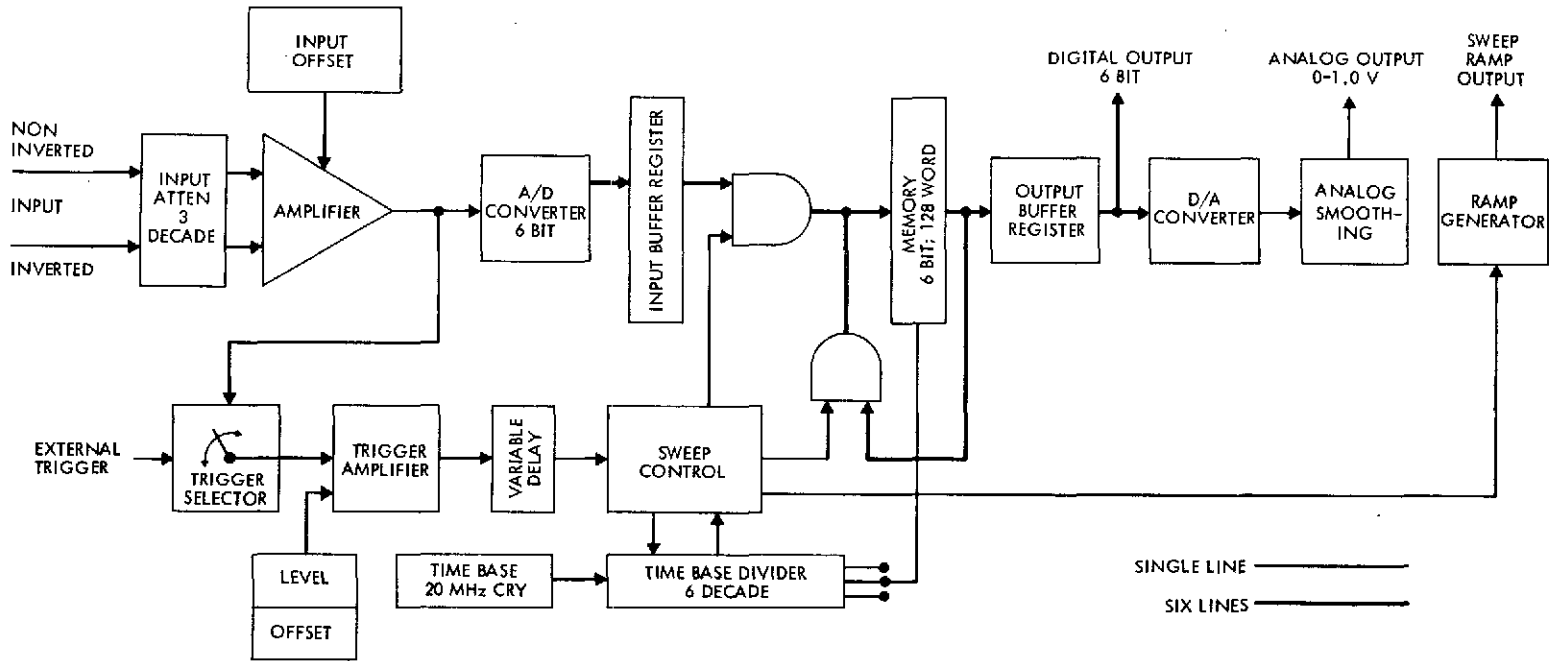 INPUT
OFFSET
DIGITAL OUTPUT
6 BIT
ANALOG OUTPUT
0-1.0 V
SWEEP
RAMP
OUTPUT
NON
INVERTED
INPUT
INVERTED
INPUT
ATTEN
3
DECADE
AMPLIFIER
A/D
CONVERTER
6 BIT
INPUT BUFFER REGISTER
MEMORY
6 BIT; 128 WORD
OUTPUT
BUFFER
REGISTER
D/A
CONVERTER
ANALOG
SMOOTH-
ING
RAMP
GENERATOR
EXTERNAL
TRIGGER
TRIGGER
SELECTOR
TRIGGER
AMPLIFIER
VARIABLE
DELAY
SWEEP
CONTROL
LEVEL
OFFSET
TIME BASE
20 MHz CRY
TIME BASE DIVIDER
6 DECADE
SINGLE LINE
SIX LINES